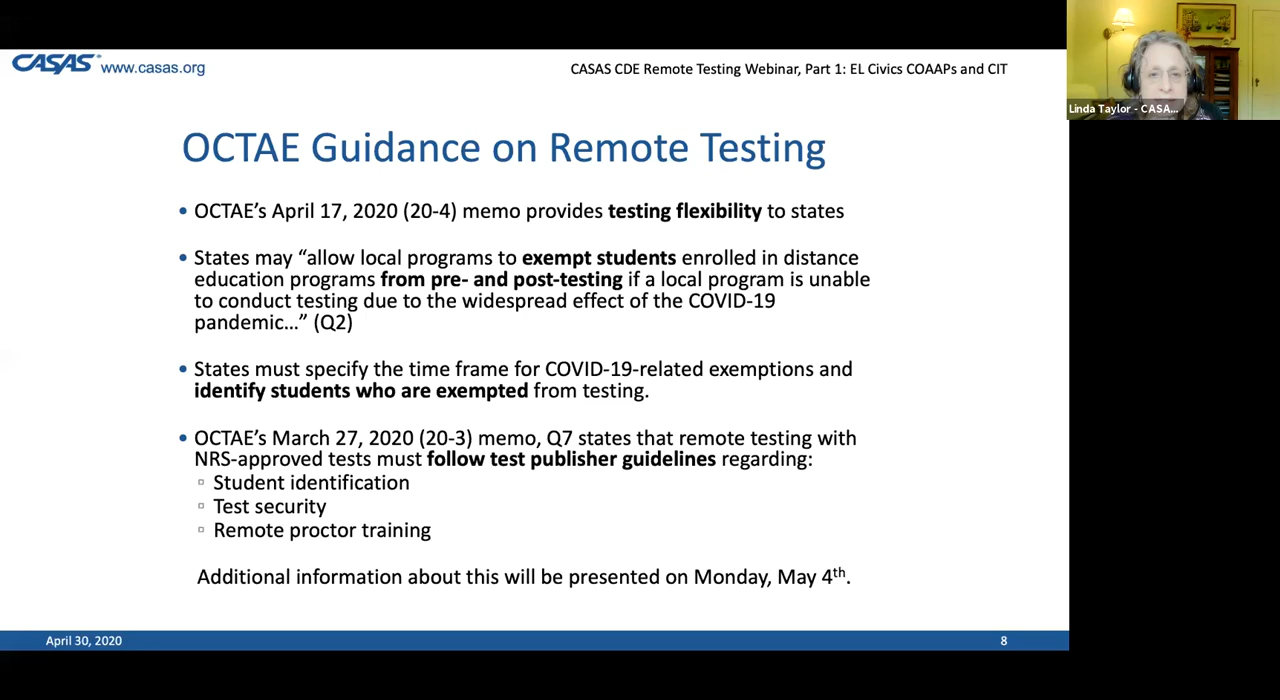 CASAS® www.casas.org
CASAS CDE Remote Testing Webinar, Part 1: EL Civics COAAPs and CIT
Linda Taylor - CASA...
OCTAE Guidance on Remote Testing
• OCTAE’s April 17, 2020 (20-4) memo provides testing flexibility to states
• States may “allow local programs to exempt students enrolled in distance
education programs from pre- and post-testing if a local program is unable
to conduct testing due to the widespread effect of the COVID-19
pandemic…” (Q2)
• States must specify the time frame for COVID-19-related exemptions and
identify students who are exempted from testing.
• OCTAE’s March 27, 2020 (20-3) memo, Q7 states that remote testing with
NRS-approved tests must follow test publisher guidelines regarding:
▫ Student identification
▫ Test security
▫ Remote proctor training
Additional information about this will be presented on Monday, May 4th.
April 30, 2020
8